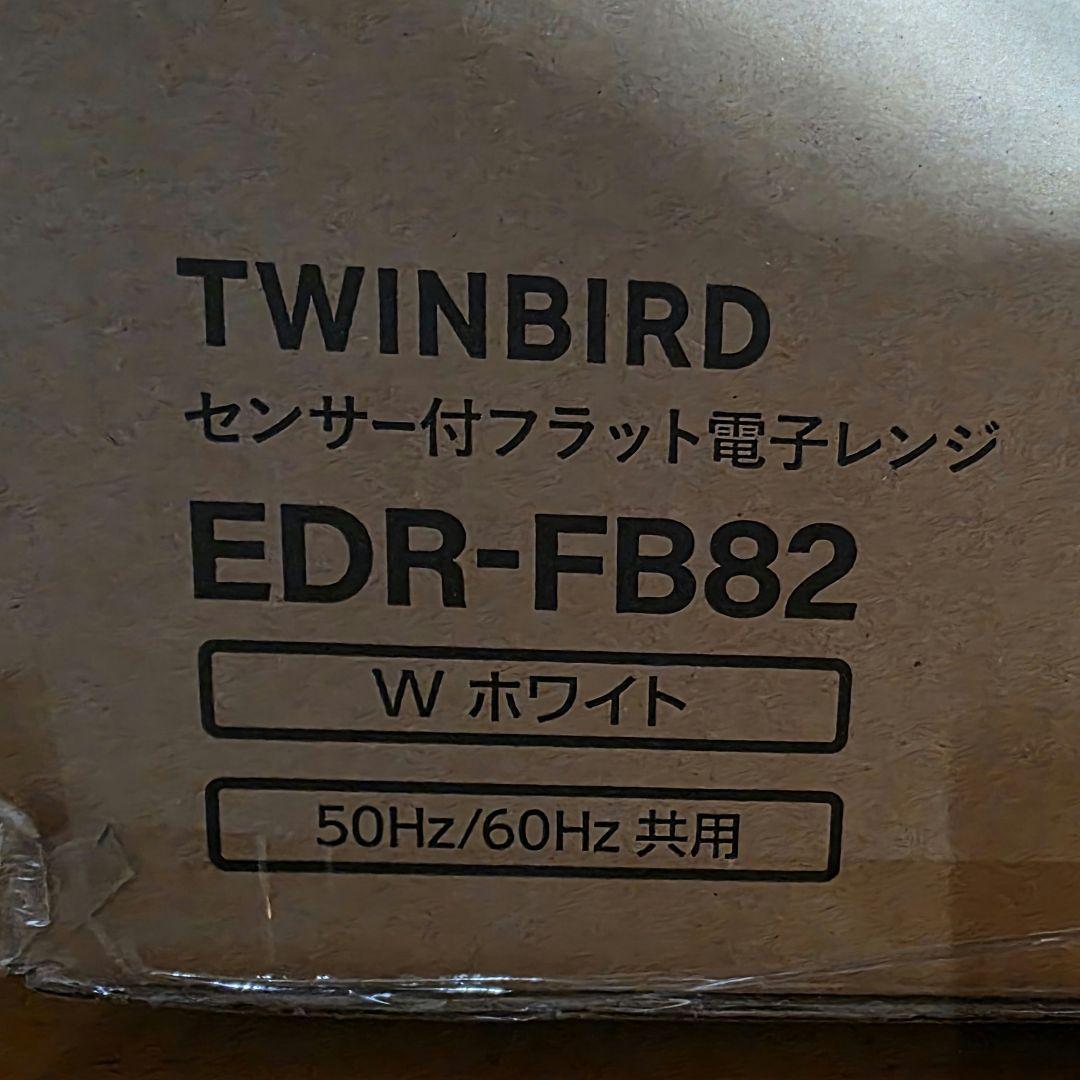 TWINBIRD
センサー付フラット電子レンジ
EDR-FB82
W ホワイト
50Hz/60Hz 共用